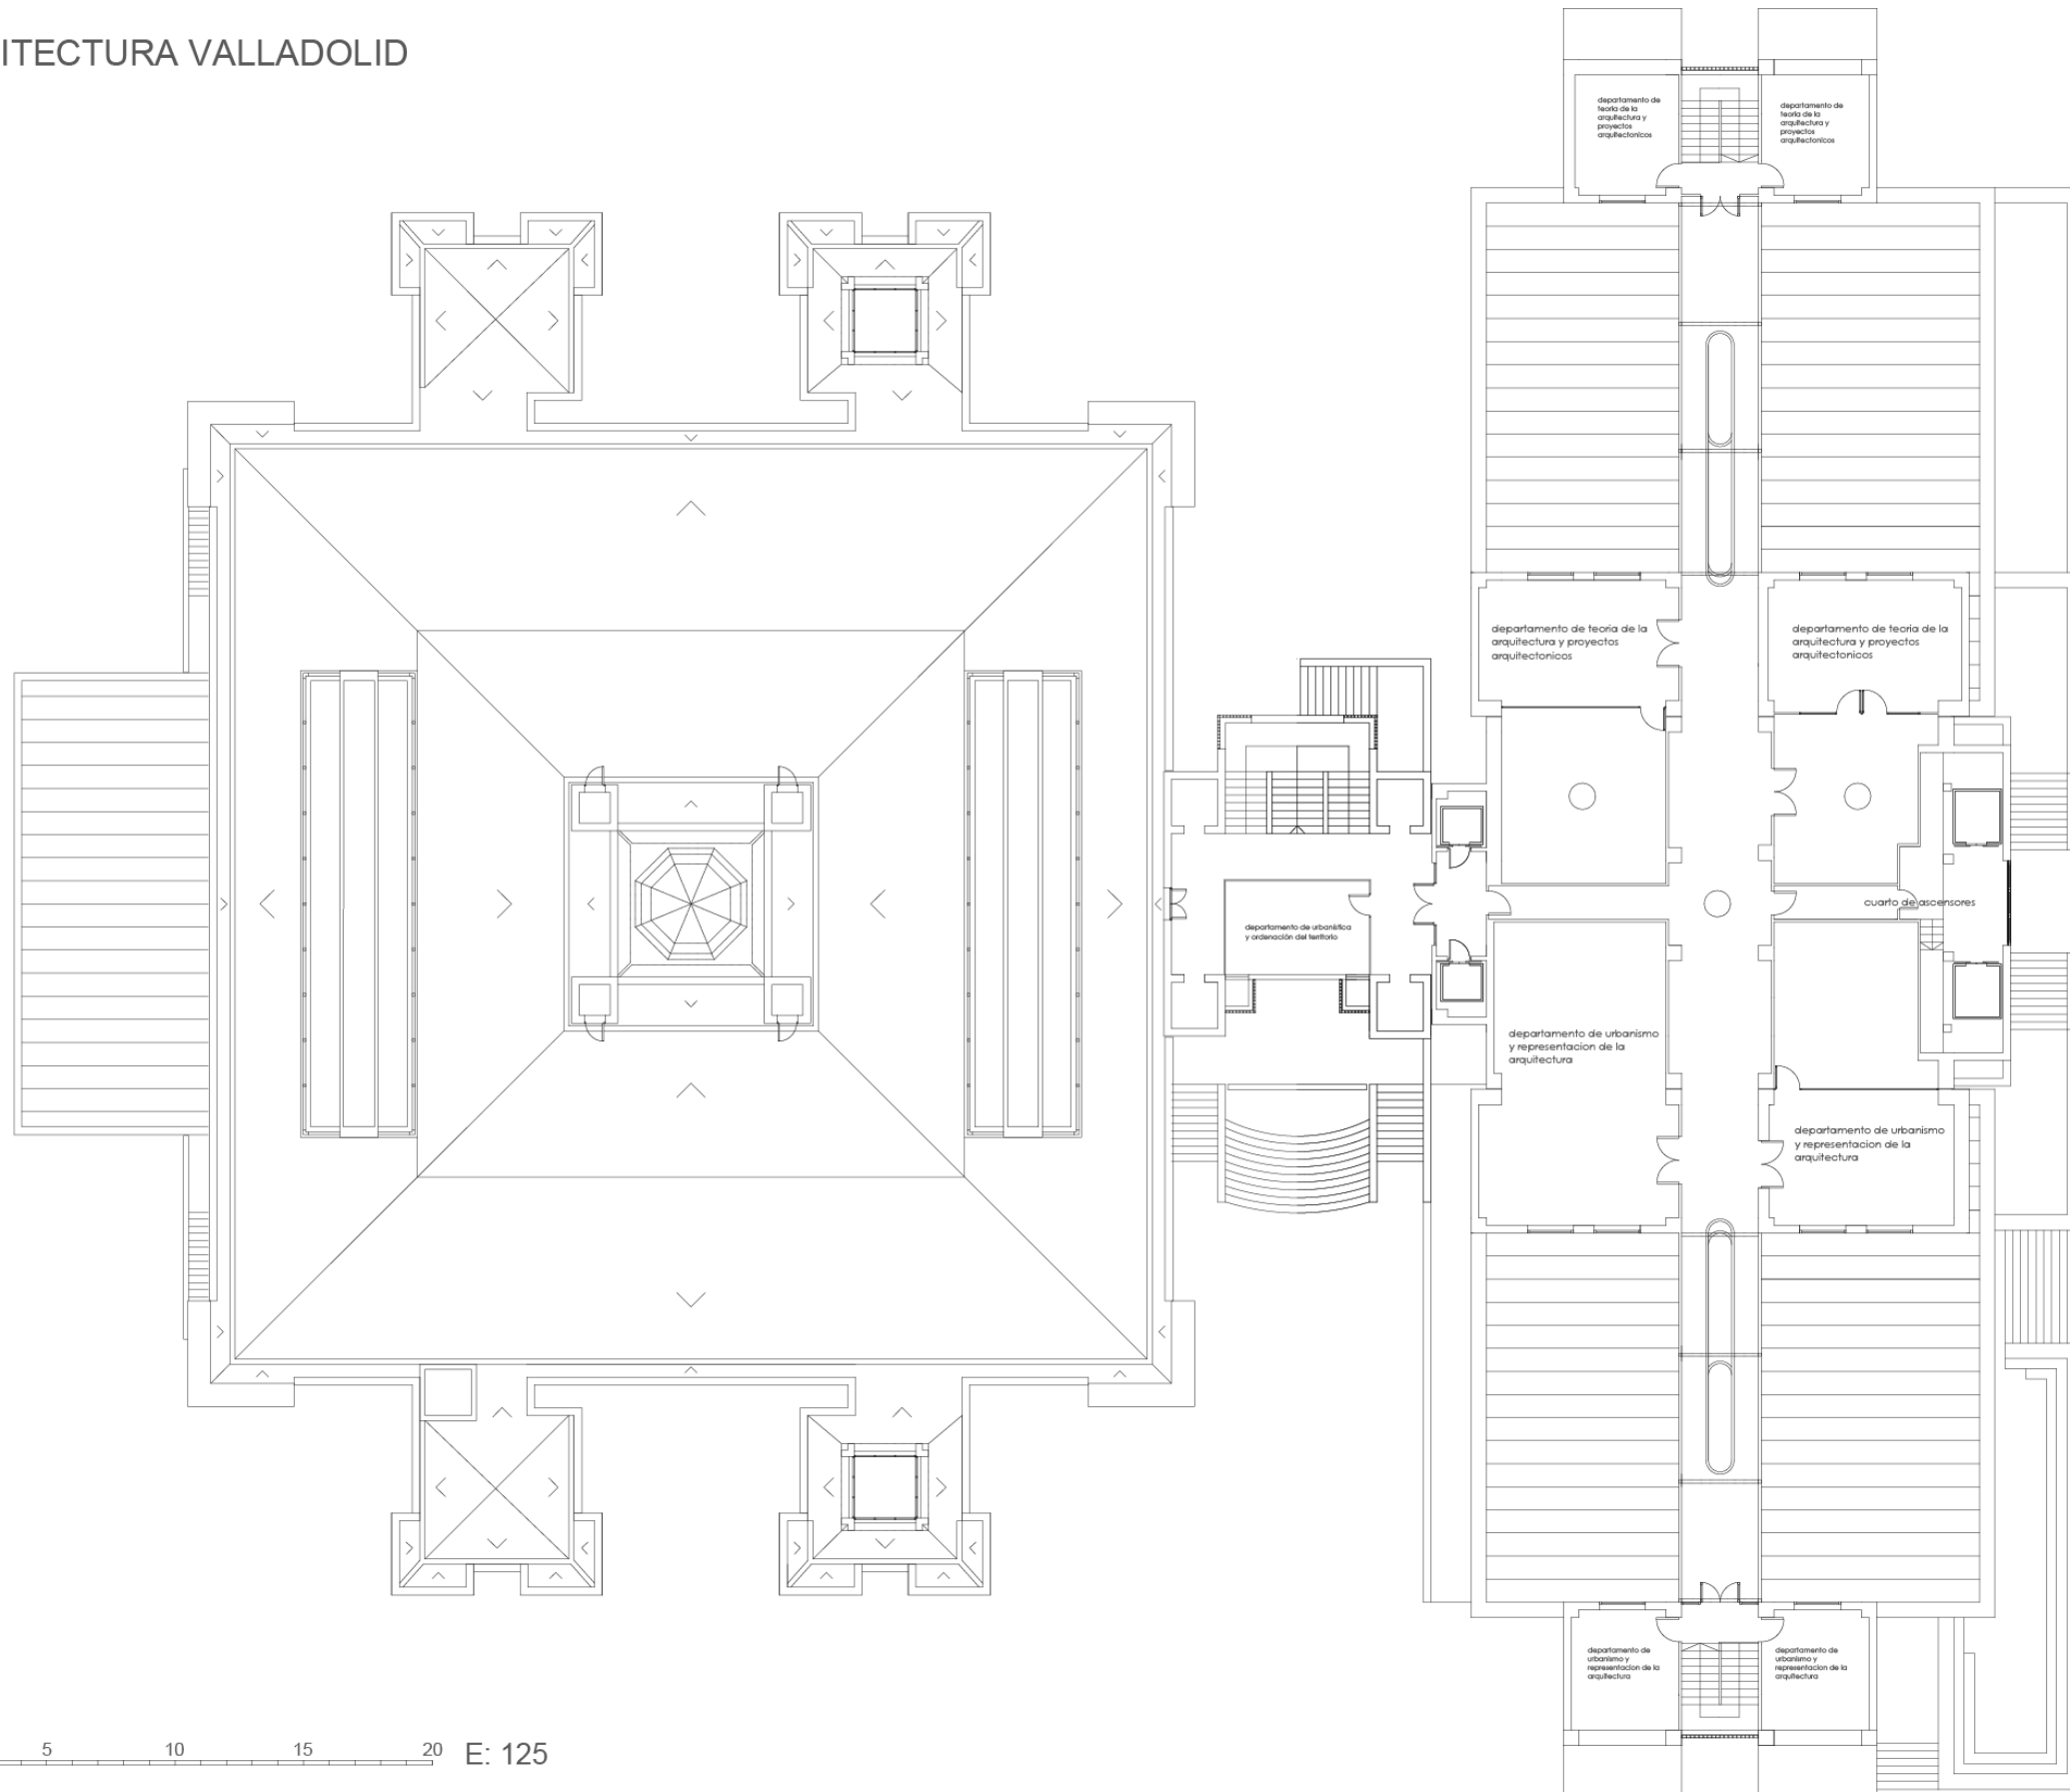 ITECTURA VALLADOLID
departamento de
teoria de la
arquitectura y
proyectos
arquitectonicos
departamento de
teoria de la
arquitectura y
proyectos
arquitectonicos
departamento de teoria de la
arquitectura y proyectos
arquitectonicos
departamento de teoria de la
arquitectura y proyectos
arquitectonicos
cuarto de ascensores
departamento de urbanística
y ordenación del territorio
departamento de urbanismo
y representacion de la
arquitectura
departamento de urbanismo
y representacion de la
arquitectura
departamento de
urbanismo y
representacion de la
arquitectura
departamento de
urbanismo y
representacion de la
arquitectura
5 10 15 20 E: 125